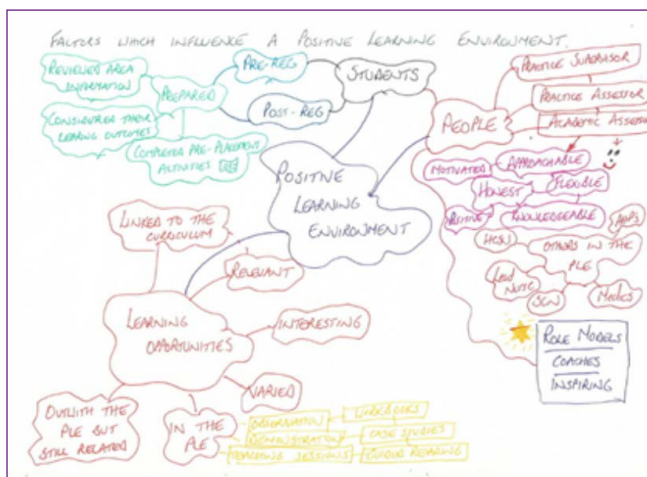 FACTORS WHICH INFLUENCE A POSITIVE LEARNING ENVIRONMENT.
REVIEWED AREA
INFORMATION
PREPARED
CONSIDERED THEIR
LEARNING OUTCOMES
COMPLETED PRE-PLACEMENT
ACTIVITIES
PRE-REG
POST-REG
STUDENTS
PEOPLE
PRACTICE SUPERVISOR
PRACTICE ASSESSOR
ACADEMIC ASSESSOR
MOTIVATED
APPROACHABLE
HONEST
FLEXIBLE
POSITIVE
KNOWLEDGEABLE
HCSW
OTHERS IN THE
PLE
AHPS
LEAD
NURSE
SCN
MEDICS
ROLE MODELS
COACHES
INSPIRING
POSITIVE
LEARNING
ENVIRONMENT
LINKED TO THE
CURRICULUM
RELEVANT
LEARNING
OPPORTUNITIES
INTERESTING
VARIED
OUTWITH THE
PLE BUT
STILL RELATED
IN THE
PLE
OBSERVATION
WORKBOOKS
DEMONSTRATION
CASE STUDIES
TEACHING SESSIONS
GUIDED READING